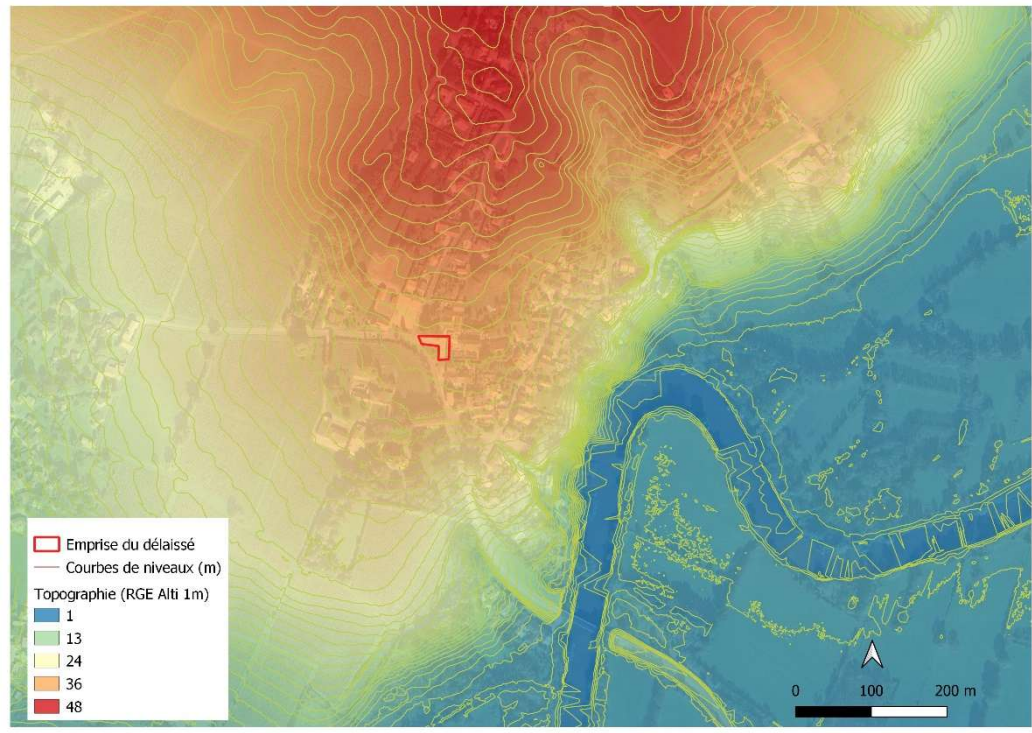 Emprise du délaissé
Courbes de niveaux (m)
Topographie (RGE Alti 1m)
1
13
24
36
48
0 100 200 m